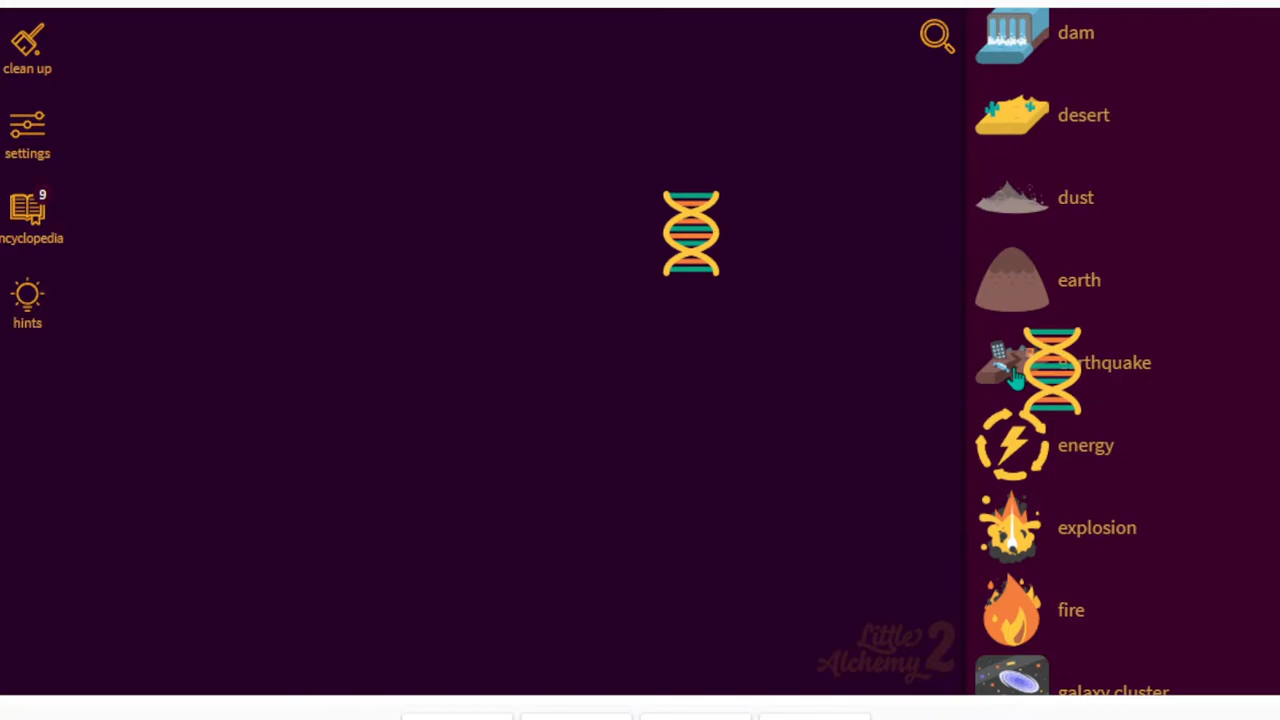 clean up
settings
9
ncyclopedia
hints
dam
desert
dust
earth
rthquake
energy
explosion
fire
galaxy cluster
Little
Alchemy 2